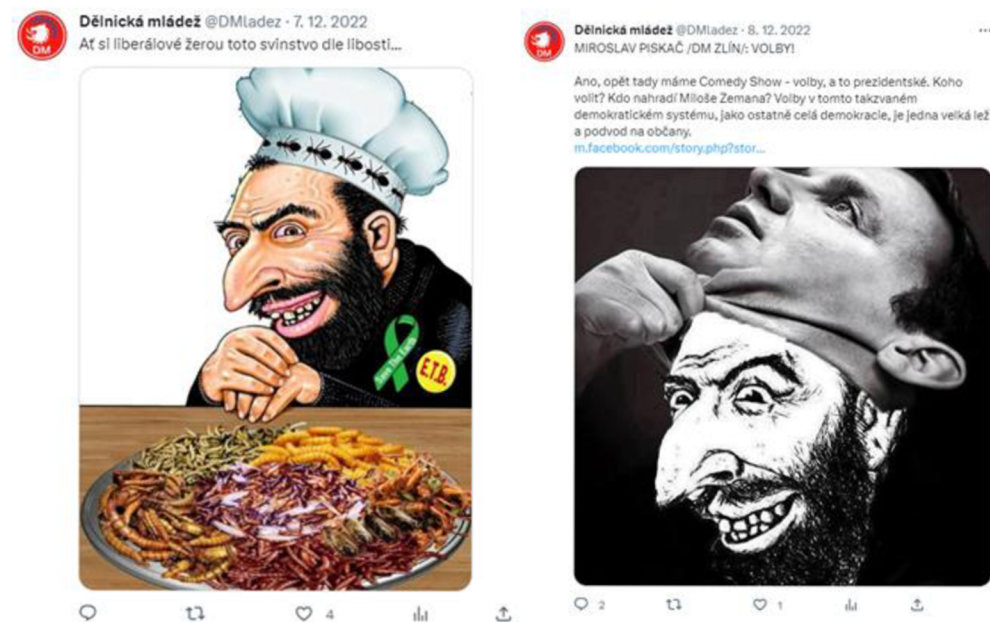 Dělnická mládež @DMladez · 7. 12. 2022
Ať si liberálové žerou toto svinstvo dle libosti...
DM
Save The Earth
E.T.B.
4
Dělnická mládež @DMladez · 8. 12. 2022
MIROSLAV PISKAČ /DM ZLÍN/: VOLBY!
Ano, opět tady máme Comedy Show - volby, a to prezidentské. Koho
volit? Kdo nahradí Miloše Zemana? Volby v tomto takzvaném
demokratickém systému, jako ostatně celá demokracie, je jedna velká lež
a podvod na občany.
m.facebook.com/story.php?stor...
DM
2
1